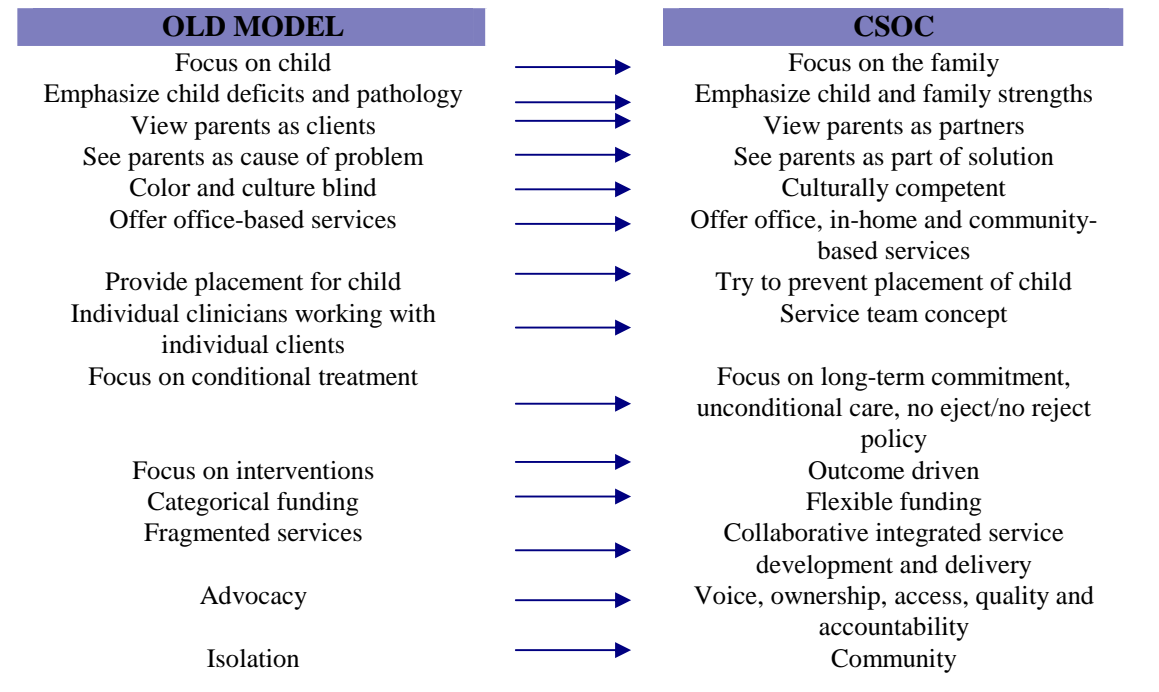 OLD MODEL CSOC
Focus on child Focus on the family
Emphasize child deficits and pathology Emphasize child and family strengths
View parents as clients View parents as partners
See parents as cause of problem See parents as part of solution
Color and culture blind Culturally competent
Offer office-based services Offer office, in-home and community-
based services
Provide placement for child Try to prevent placement of child
Individual clinicians working with Service team concept
individual clients
Focus on conditional treatment Focus on long-term commitment,
unconditional care, no eject/no reject
policy
Focus on interventions Outcome driven
Categorical funding Flexible funding
Fragmented services Collaborative integrated service
development and delivery
Advocacy Voice, ownership, access, quality and
accountability
Isolation Community